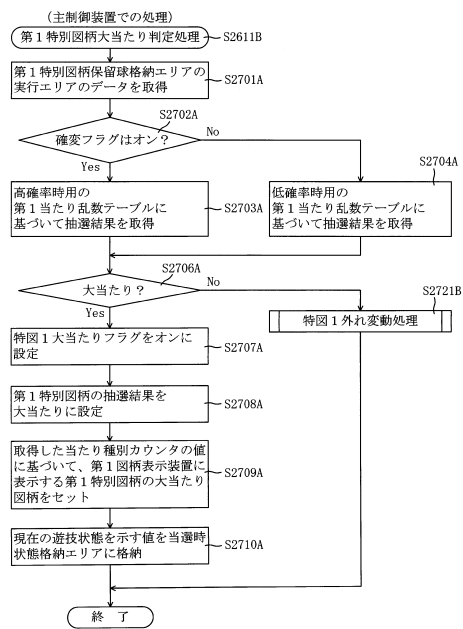 （主制御装置での処理）
第１特別図柄大当たり判定処理
S2611B
第１特別図柄保留球格納エリアの
実行エリアのデータを取得
S2701A
確変フラグはオン？
S2702A
No
Yes
高確率時用の
第１当たり乱数テーブルに
基づいて抽選結果を取得
S2703A
低確率時用の
第１当たり乱数テーブルに
基づいて抽選結果を取得
S2704A
大当たり？
S2706A
No
Yes
特図１外れ変動処理
S2721B
特図１大当たりフラグをオンに
設定
S2707A
第１特別図柄の抽選結果を
大当たりに設定
S2708A
取得した当たり種別カウンタの値
に基づいて、第１図柄表示装置に
表示する第１特別図柄の大当たり
図柄をセット
S2709A
現在の遊技状態を示す値を当選時
状態格納エリアに格納
S2710A
終 了